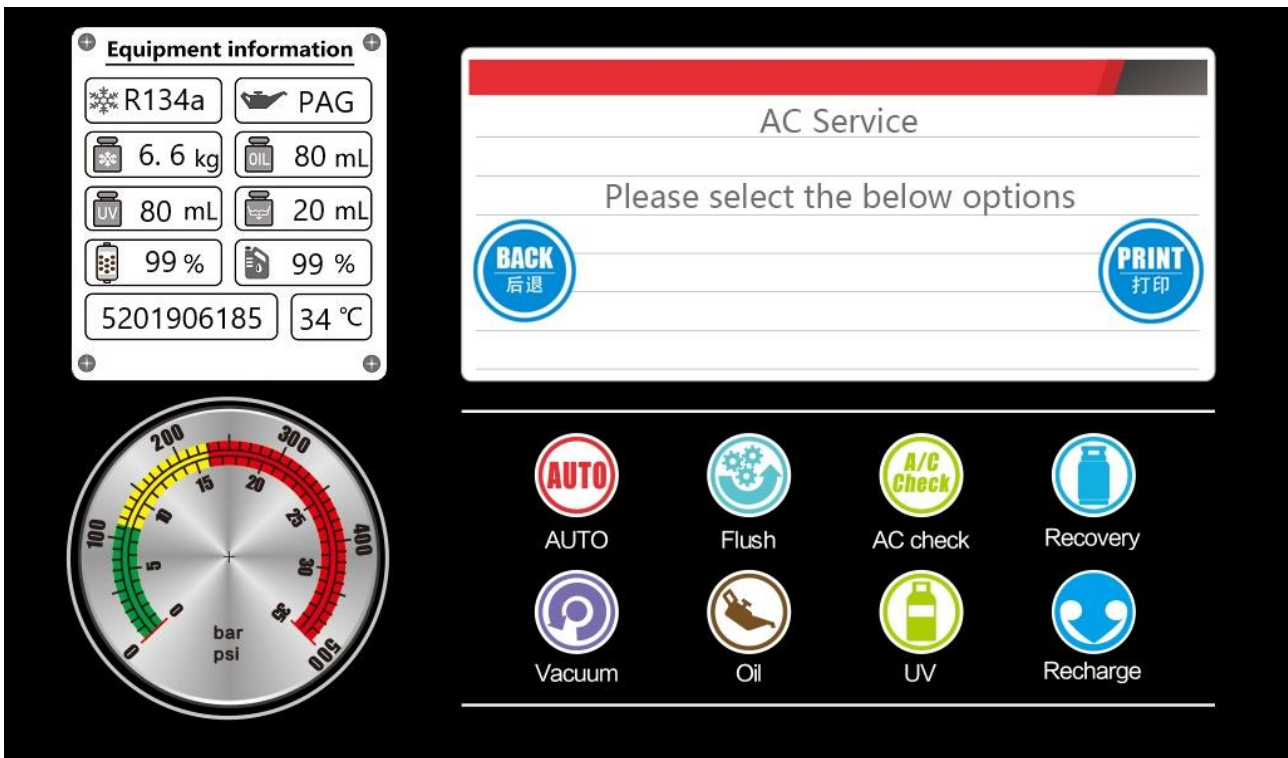 Equipment information
R134a
PAG
6. 6 kg
OIL
80 mL
UV
80 mL
20 mL
99 %
99 %
5201906185
34 ℃
AC Service
Please select the below options
BACK
后退
PRINT
打印
0
100
200
300
400
500
0
5
10
15
20
25
30
35
bar
psi
AUTO
AUTO
Flush
A/C
Check
AC check
Recovery
Vacuum
Oil
UV
Recharge